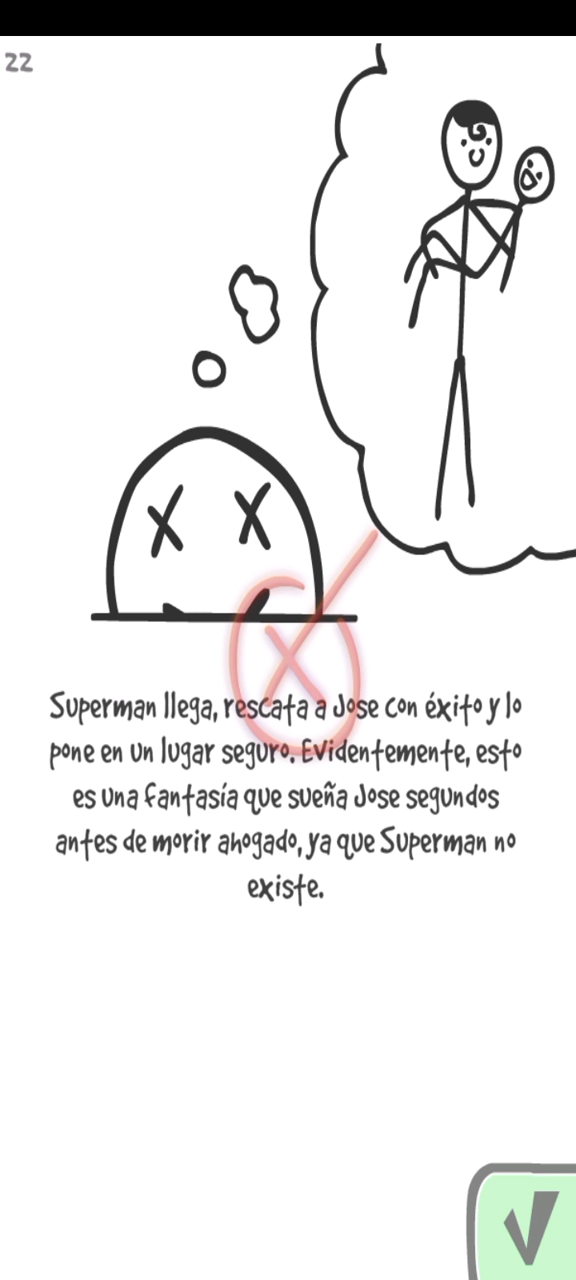 22
Superman llega, rescata a Jose con éxito y lo
pone en un lugar seguro. Evidentemente, esto
es una fantasía que sueña Jose segundos
antes de morir ahogado, ya que Superman no
existe.